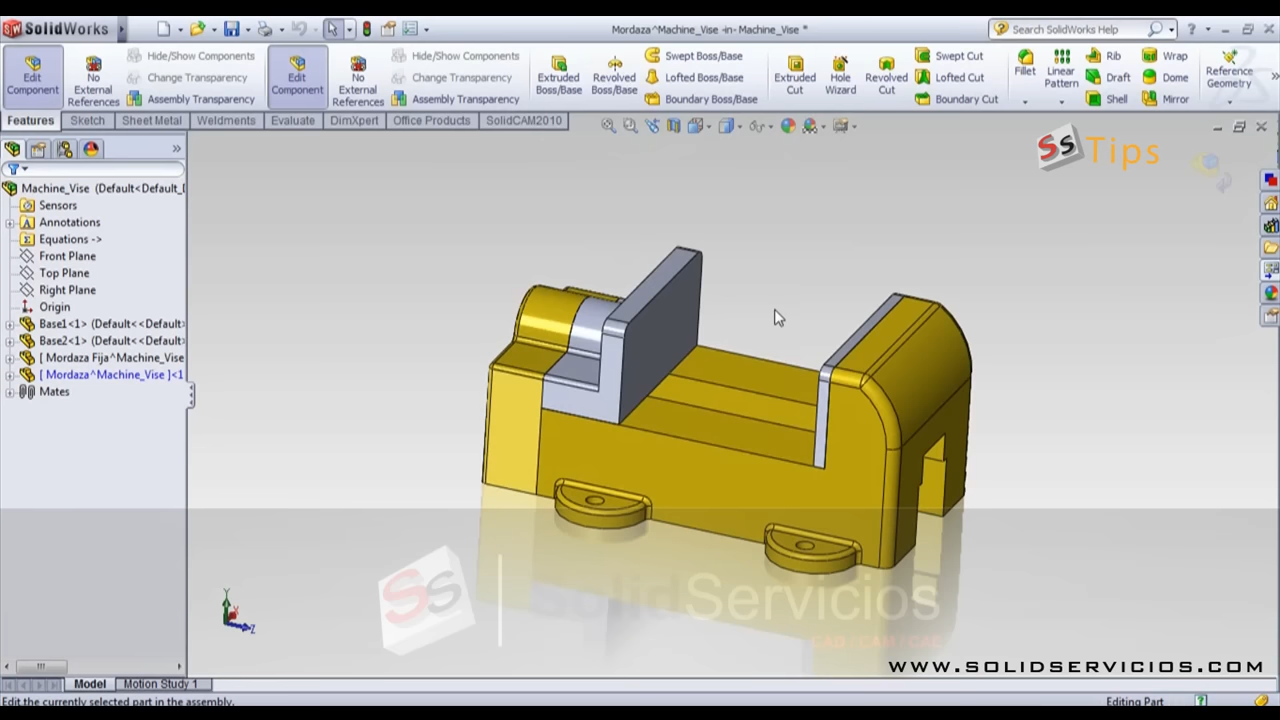 SolidWorks
Mordaza^Machine_Vise -in- Machine_Vise *
Search SolidWorks Help
Edit Component
No External References
Hide/Show Components
Change Transparency
Assembly Transparency
Edit Component
No External References
Hide/Show Components
Change Transparency
Assembly Transparency
Extruded Boss/Base
Revolved Boss/Base
Swept Boss/Base
Lofted Boss/Base
Boundary Boss/Base
Extruded Cut
Hole Wizard
Revolved Cut
Swept Cut
Lofted Cut
Boundary Cut
Fillet
Linear Pattern
Rib
Draft
Shell
Wrap
Dome
Mirror
Reference Geometry
Features Sketch Sheet Metal Weldments Evaluate DimXpert Office Products SolidCAM2010
Ss Tips
Machine_Vise (Default<Default_D
Sensors
Annotations
Equations ->
Front Plane
Top Plane
Right Plane
Origin
Base1<1> (Default<<Default
Base2<1> (Default<<Default
[ Mordaza Fija^Machine_Vise
[ Mordaza^Machine_Vise ]<1
Mates
Y
Z
Ss SolidServicios
CAD / CAM / CAE
www.solidservicios.com
Model Motion Study 1
Edit the currently selected part in the assembly.
Editing Part